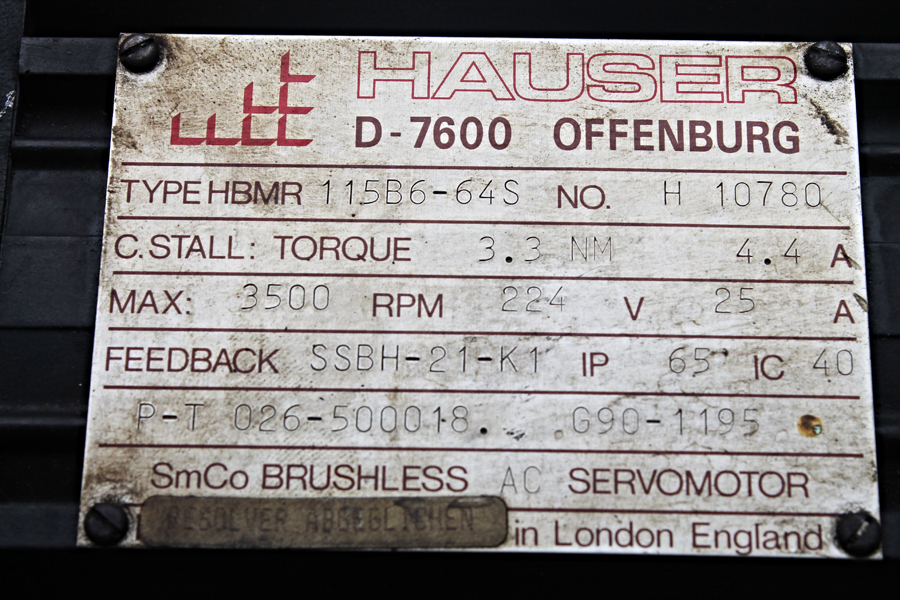 HAUSER
D-7600 OFFENBURG
TYPE HBMR 115B6-64S NO. H 10780
C.STALL: TORQUE 3.3 NM 4.4 A
MAX: 3500 RPM 224 V 25 A
FEEDBACK SSBH-21-K1 IP 65 IC 40
P-T 026-500018. G90-1195
SmCo BRUSHLESS AC SERVOMOTOR
RESOLVER ABGEGLICHEN in London England